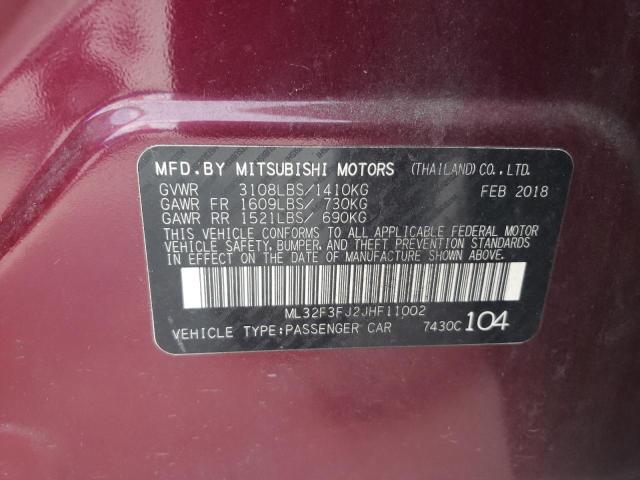 MFD.BY MITSUBISHI MOTORS (THAILAND)CO.,LTD.
GVWR 3108LBS/1410KG FEB 2018
GAWR FR 1609LBS/ 730KG
GAWR RR 1521LBS/ 690KG
THIS VEHICLE CONFORMS TO ALL APPLICABLE FEDERAL MOTOR
VEHICLE SAFETY, BUMPER, AND THEFT PREVENTION STANDARDS
IN EFFECT ON THE DATE OF MANUFACTURE SHOWN ABOVE.
ML32F3FJ2JHF11002
VEHICLE TYPE:PASSENGER CAR 7430C 104